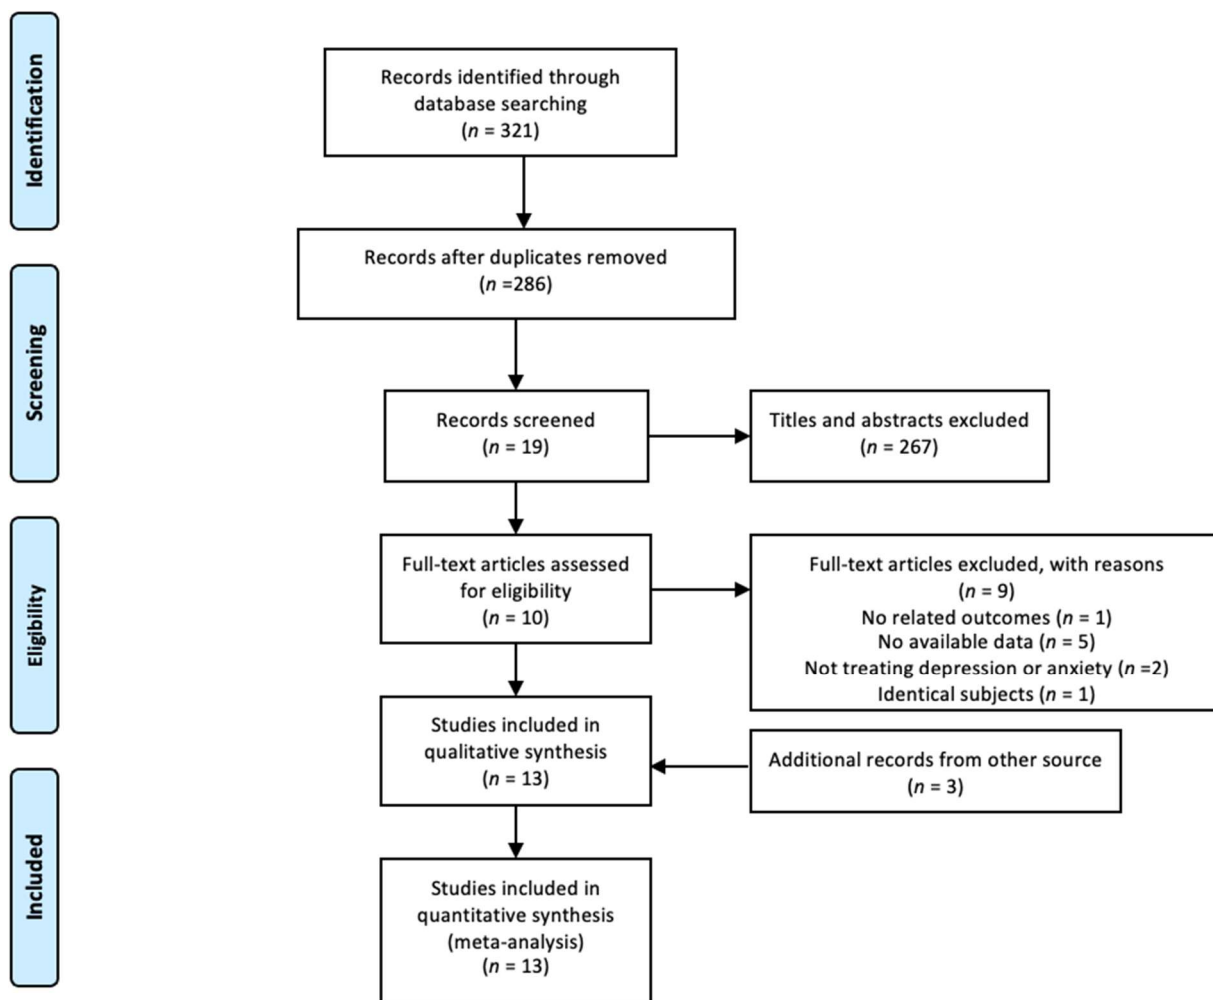 Identification
Records identified through
database searching
(n = 321)
Records after duplicates removed
(n =286)
Screening
Records screened
(n = 19)
Titles and abstracts excluded
(n = 267)
Eligibility
Full-text articles assessed
for eligibility
(n = 10)
Full-text articles excluded, with reasons
(n = 9)
No related outcomes (n = 1)
No available data (n = 5)
Not treating depression or anxiety (n =2)
Identical subjects (n = 1)
Studies included in
qualitative synthesis
(n = 13)
Additional records from other source
(n = 3)
Included
Studies included in
quantitative synthesis
(meta-analysis)
(n = 13)